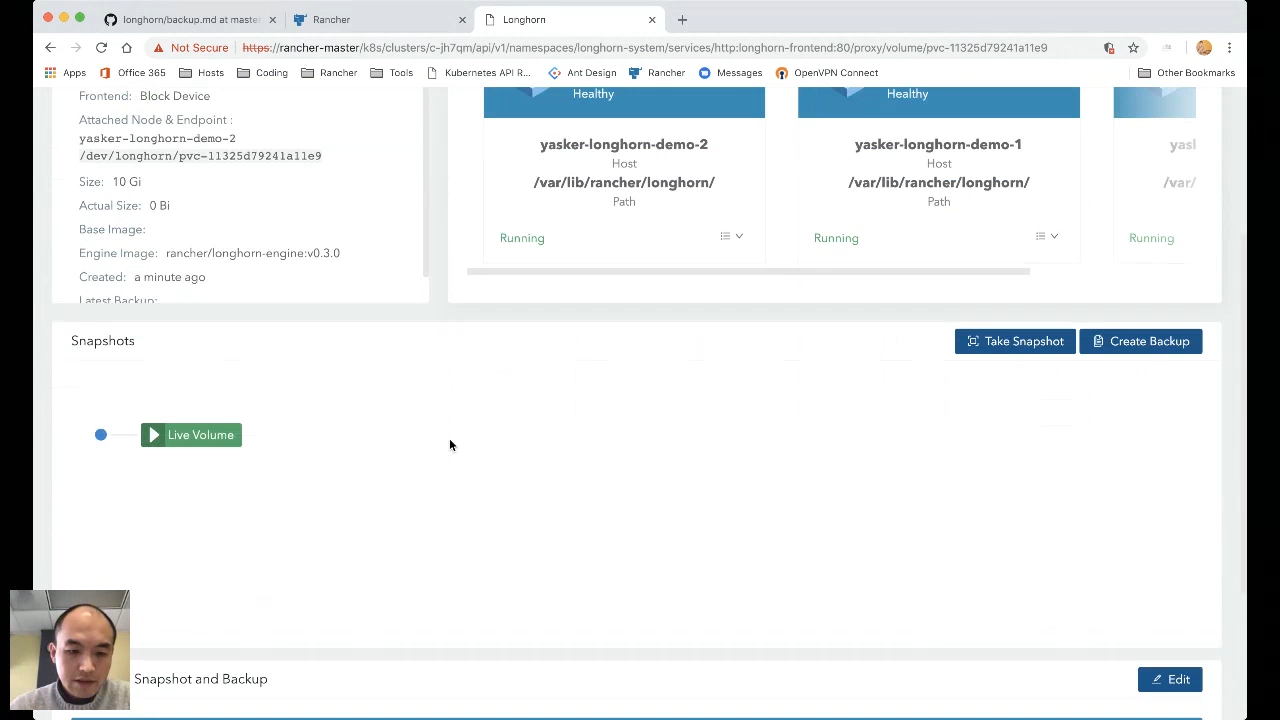 longhorn/backup.md at master
Rancher
Longhorn
Not Secure
https://rancher-master/k8s/clusters/c-jh7qm/api/v1/namespaces/longhorn-system/services/http:longhorn-frontend:80/proxy/volume/pvc-11325d79241a11e9
Apps
Office 365
Hosts
Coding
Rancher
Tools
Kubernetes API R...
Ant Design
Rancher
Messages
OpenVPN Connect
Other Bookmarks
Frontend: Block Device
Attached Node & Endpoint :
yasker-longhorn-demo-2
/dev/longhorn/pvc-11325d79241a11e9
Size: 10 Gi
Actual Size: 0 Bi
Base Image:
Engine Image: rancher/longhorn-engine:v0.3.0
Created: a minute ago
Latest Backup:
Healthy
yasker-longhorn-demo-2
Host
/var/lib/rancher/longhorn/
Path
Running
Healthy
yasker-longhorn-demo-1
Host
/var/lib/rancher/longhorn/
Path
Running
yasl
/var/
Running
Snapshots
Take Snapshot
Create Backup
Live Volume
Snapshot and Backup
Edit